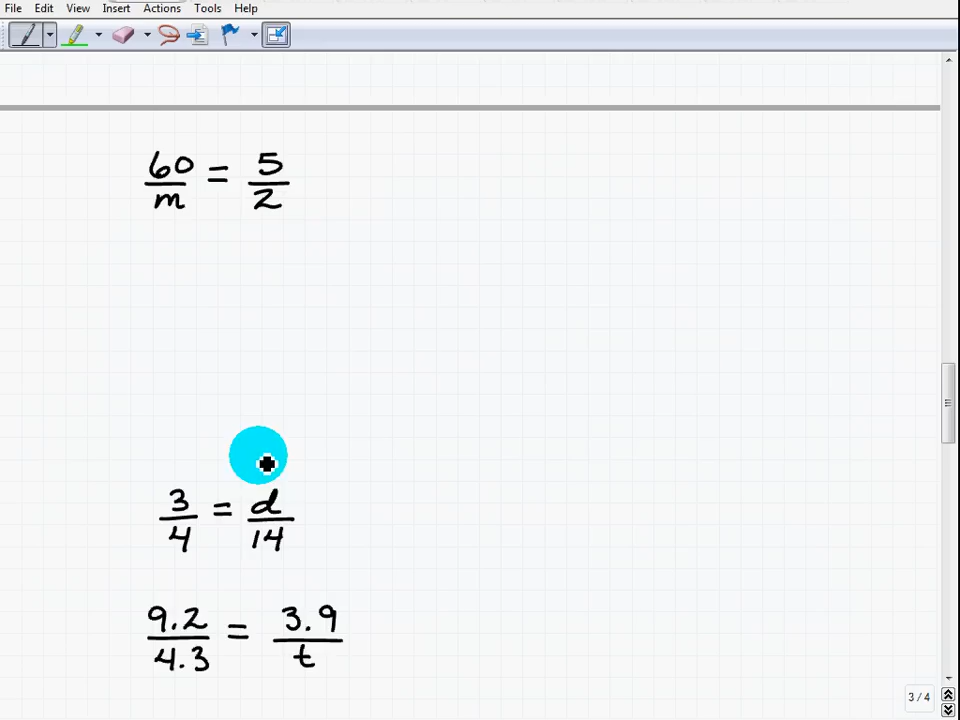 File Edit View Insert Actions Tools Help
60/m = 5/2
3/4 = d/14
9.2/4.3 = 3.9/t
3 / 4